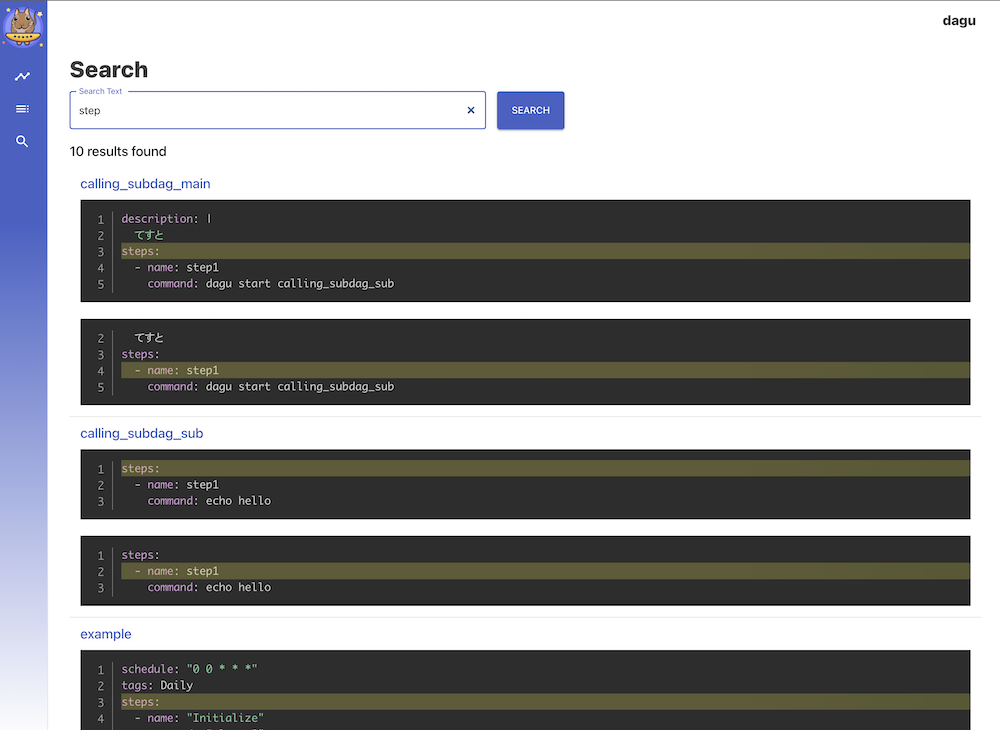 dagu
Search
Search Text
step
SEARCH
10 results found
calling_subdag_main
1 description: |
2 てすと
3 steps:
4 - name: step1
5 command: dagu start calling_subdag_sub
2 てすと
3 steps:
4 - name: step1
5 command: dagu start calling_subdag_sub
calling_subdag_sub
1 steps:
2 - name: step1
3 command: echo hello
1 steps:
2 - name: step1
3 command: echo hello
example
1 schedule: "0 0 * * *"
2 tags: Daily
3 steps:
4 - name: "Initialize"